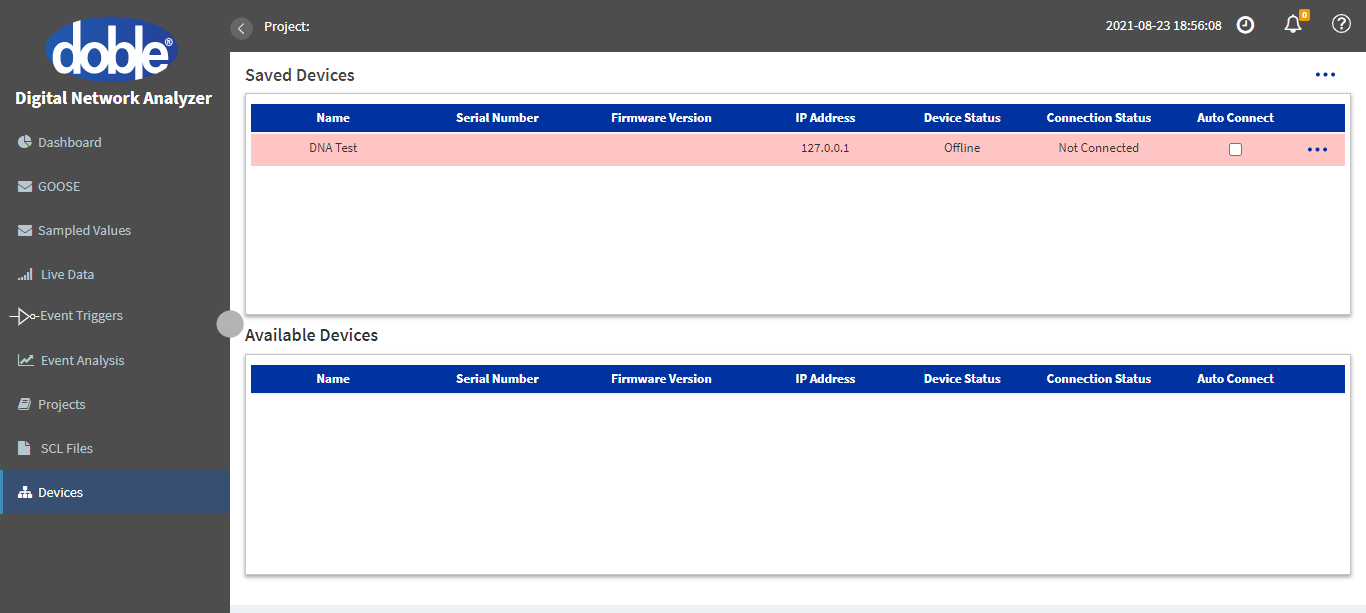 doble®
Digital Network Analyzer
Dashboard
GOOSE
Sampled Values
Live Data
Event Triggers
Event Analysis
Projects
SCL Files
Devices
Project:
2021-08-23 18:56:08
0
Saved Devices
Name Serial Number Firmware Version IP Address Device Status Connection Status Auto Connect
DNA Test 127.0.0.1 Offline Not Connected
Available Devices
Name Serial Number Firmware Version IP Address Device Status Connection Status Auto Connect